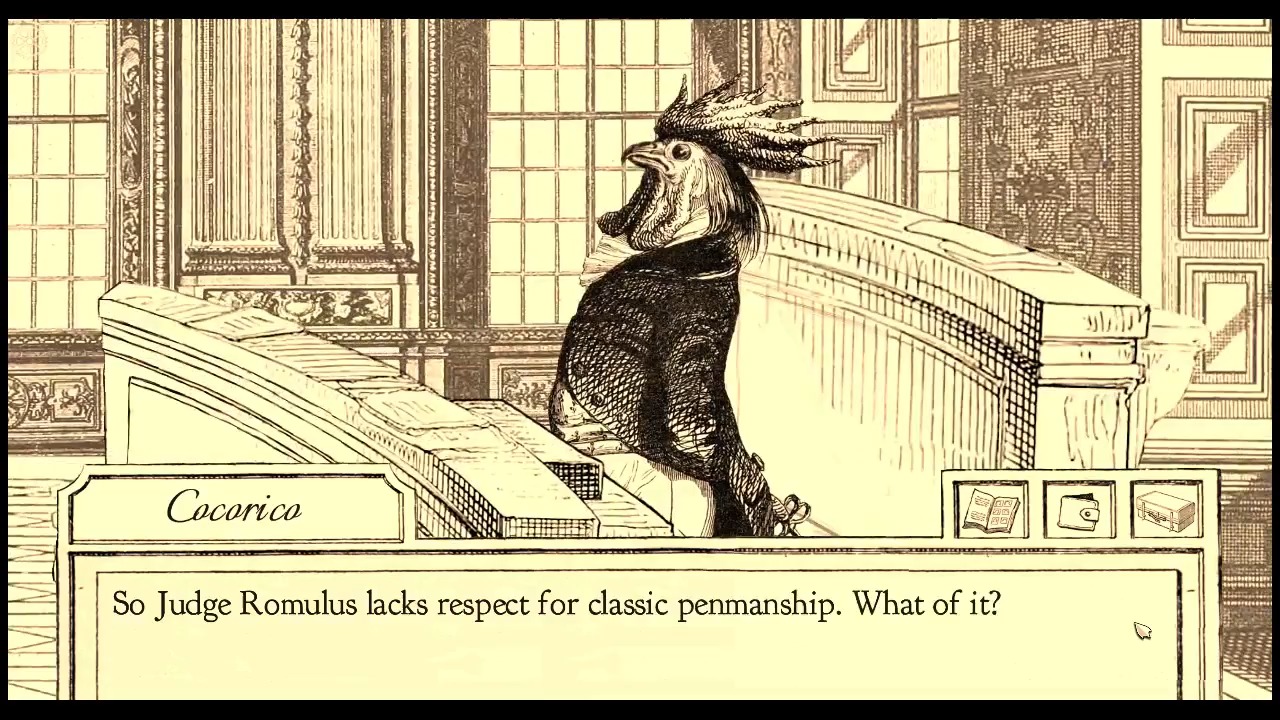 Cocorico
So Judge Romulus lacks respect for classic penmanship. What of it?